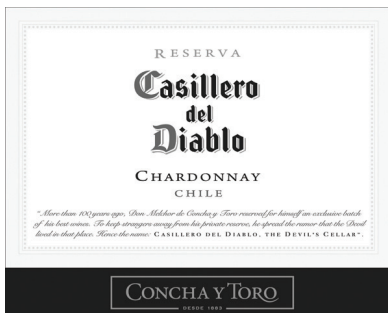 RESERVA
Casillero
del
Diablo
CHARDONNAY
CHILE
"More than 100 years ago, Don Melchor de Concha y Toro reserved for himself an exclusive batch
of his best wines. To keep strangers away from his private reserve, he spread the rumor that the Devil
lived in that place. Hence the name: CASILLERO DEL DIABLO, THE DEVIL'S CELLAR".
CONCHA Y TORO
DESDE 1883